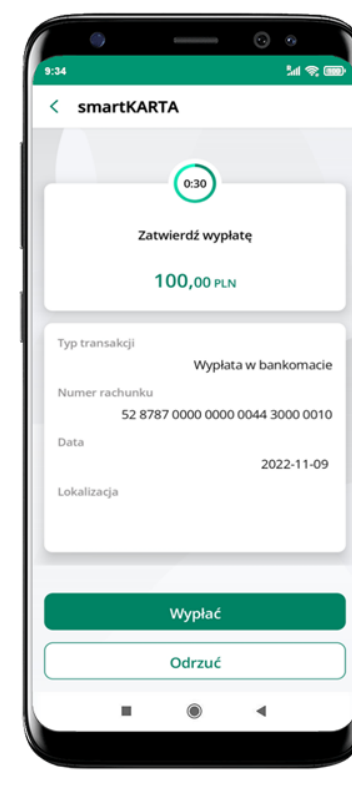 9:34
smartKARTA
0:30
Zatwierdź wypłatę
100,00 PLN
Typ transakcji
Wypłata w bankomacie
Numer rachunku
52 8787 0000 0000 0044 3000 0010
Data
2022-11-09
Lokalizacja
Wypłać
Odrzuć